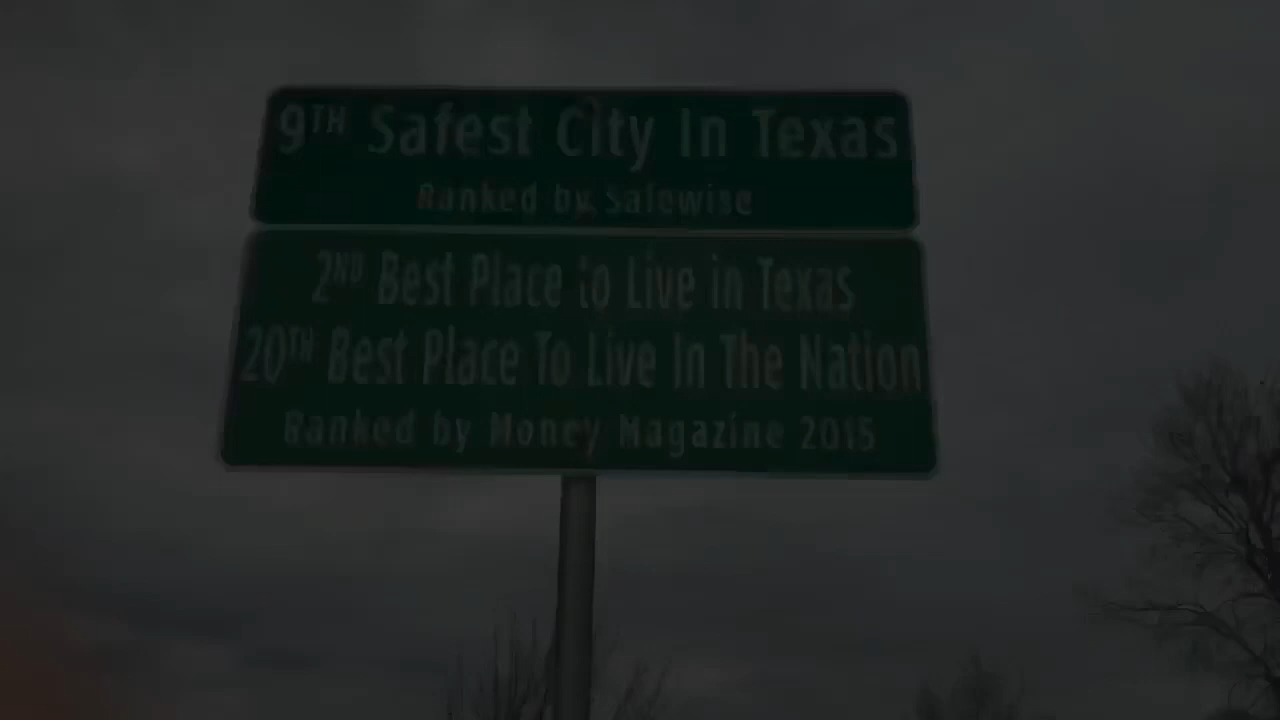 9TH Safest City In Texas
Ranked by Safewise
2ND Best Place to Live in Texas
20TH Best Place To Live In The Nation
Ranked by Money Magazine 2015